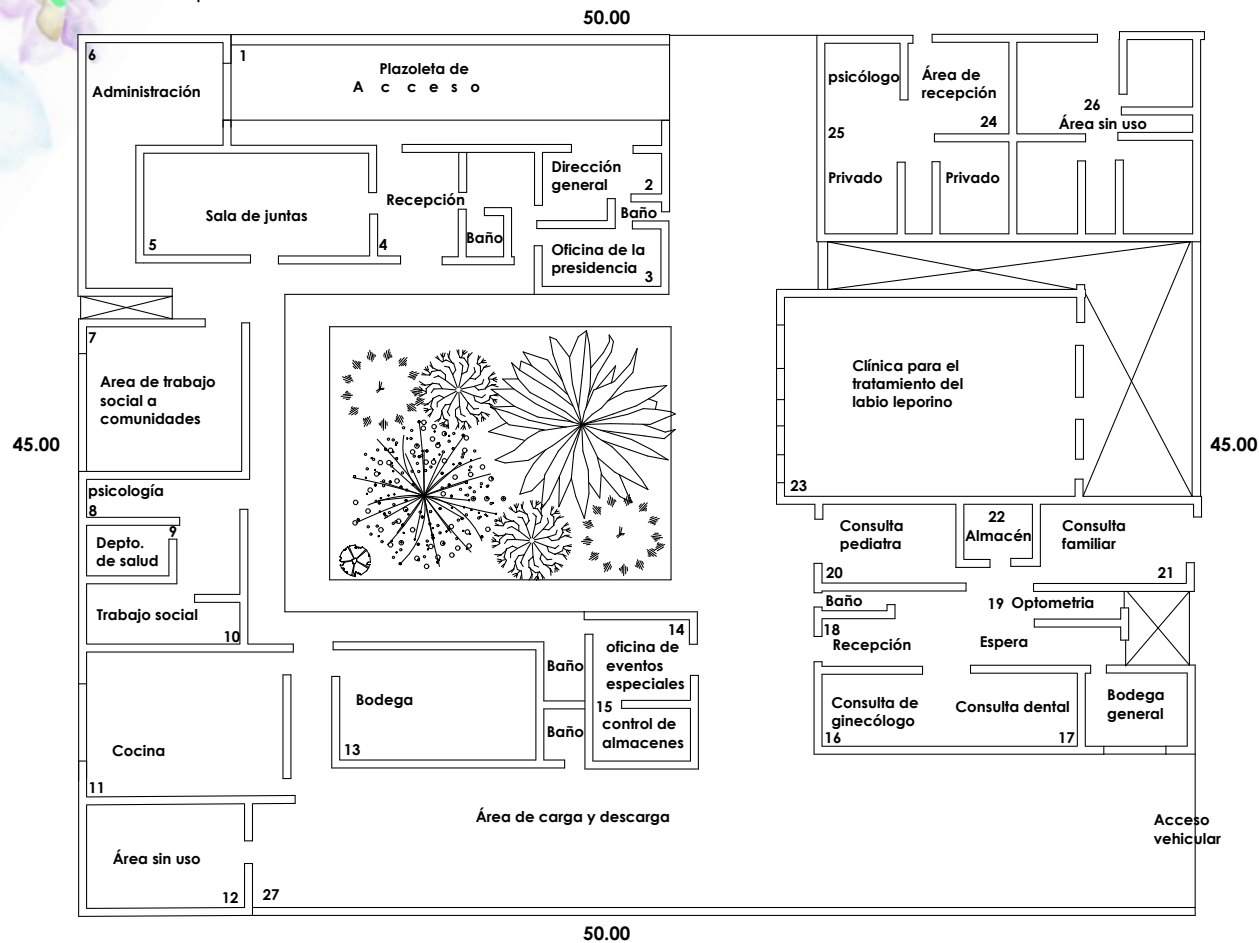 50.00
6
Administración
1
Plazoleta de
A c c e s o
psicólogo
Área de
recepción
24
25
26
Área sin uso
Privado
Privado
Dirección
general
2
Baño
Recepción
Sala de juntas
5
4
Baño
Oficina de la
presidencia
3
7
Area de trabajo
social a
comunidades
45.00
Clínica para el
tratamiento del
labio leporino
23
45.00
psicología
8
9
Depto.
de salud
Trabajo social
10
Consulta
pediatra
22
Almacén
Consulta
familiar
20
21
Baño
19 Optometria
18
Recepción
Espera
14
oficina de
eventos
especiales
Baño
Bodega
13
15
control de
almacenes
Baño
Consulta de
ginecólogo
16
Consulta dental
17
Bodega
general
Cocina
11
Área de carga y descarga
Acceso
vehicular
Área sin uso
12
27
50.00